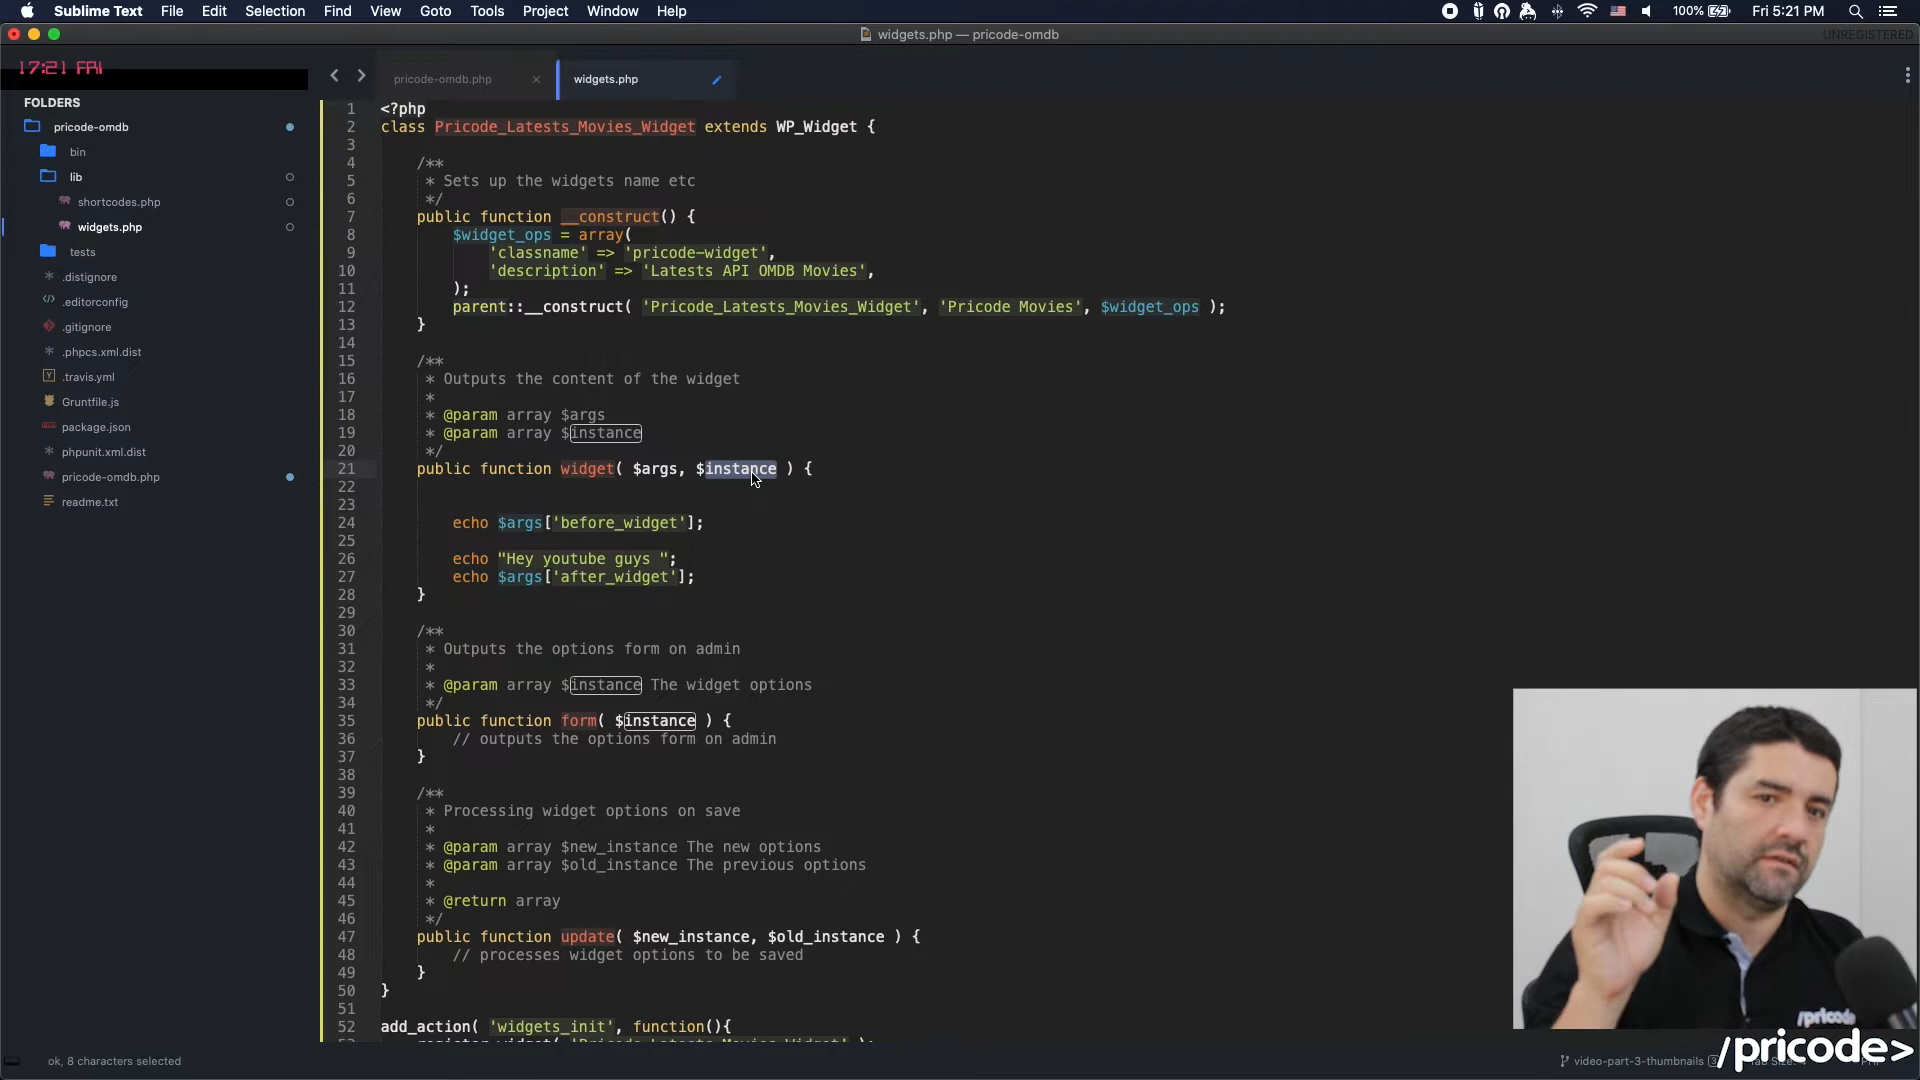 Sublime Text File Edit Selection Find View Goto Tools Project Window Help 100% Fri 5:21 PM
widgets.php — pricode-omdb UNREGISTERED
17:21 FRI
pricode-omdb.php widgets.php
FOLDERS
pricode-omdb
bin
lib
shortcodes.php
widgets.php
tests
.distignore
.editorconfig
.gitignore
.phpcs.xml.dist
.travis.yml
Gruntfile.js
package.json
phpunit.xml.dist
pricode-omdb.php
readme.txt
1 <?php
2 class Pricode_Latests_Movies_Widget extends WP_Widget {
3
4 /**
5 * Sets up the widgets name etc
6 */
7 public function __construct() {
8 $widget_ops = array(
9 'classname' => 'pricode-widget',
10 'description' => 'Latests API OMDB Movies',
11 );
12 parent::__construct( 'Pricode_Latests_Movies_Widget', 'Pricode Movies', $widget_ops );
13 }
14
15 /**
16 * Outputs the content of the widget
17 *
18 * @param array $args
19 * @param array $instance
20 */
21 public function widget( $args, $instance ) {
22
23
24 echo $args['before_widget'];
25
26 echo "Hey youtube guys ";
27 echo $args['after_widget'];
28 }
29
30 /**
31 * Outputs the options form on admin
32 *
33 * @param array $instance The widget options
34 */
35 public function form( $instance ) {
36 // outputs the options form on admin
37 }
38
39 /**
40 * Processing widget options on save
41 *
42 * @param array $new_instance The new options
43 * @param array $old_instance The previous options
44 *
45 * @return array
46 */
47 public function update( $new_instance, $old_instance ) {
48 // processes widget options to be saved
49 }
50 }
51
52 add_action( 'widgets_init', function(){
/pricode
ok, 8 characters selected
video-part-3-thumbnails
/pricode>